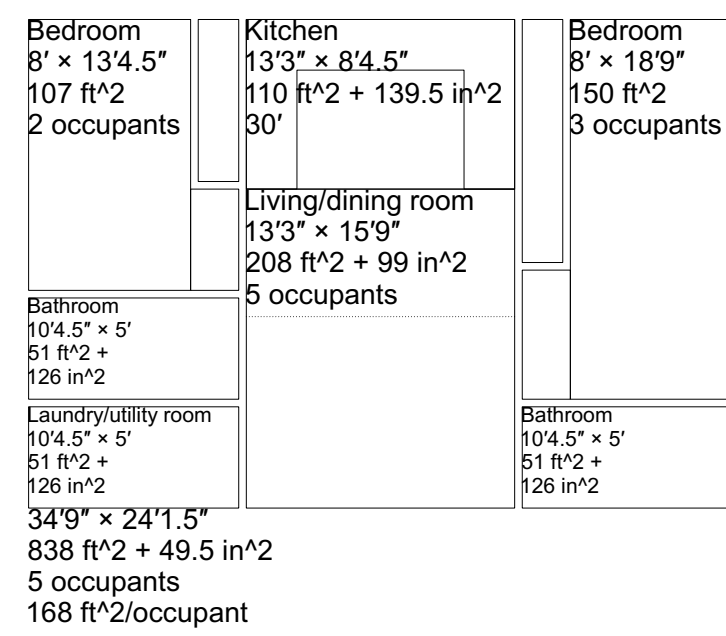 Bedroom
8′ × 13′4.5″
107 ft^2
2 occupants
Kitchen
13′3″ × 8′4.5″
110 ft^2 + 139.5 in^2
30′
Bedroom
8′ × 18′9″
150 ft^2
3 occupants
Living/dining room
13′3″ × 15′9″
208 ft^2 + 99 in^2
5 occupants
Bathroom
10′4.5″ × 5′
51 ft^2 +
126 in^2
Laundry/utility room
10′4.5″ × 5′
51 ft^2 +
126 in^2
Bathroom
10′4.5″ × 5′
51 ft^2 +
126 in^2
34′9″ × 24′1.5″
838 ft^2 + 49.5 in^2
5 occupants
168 ft^2/occupant